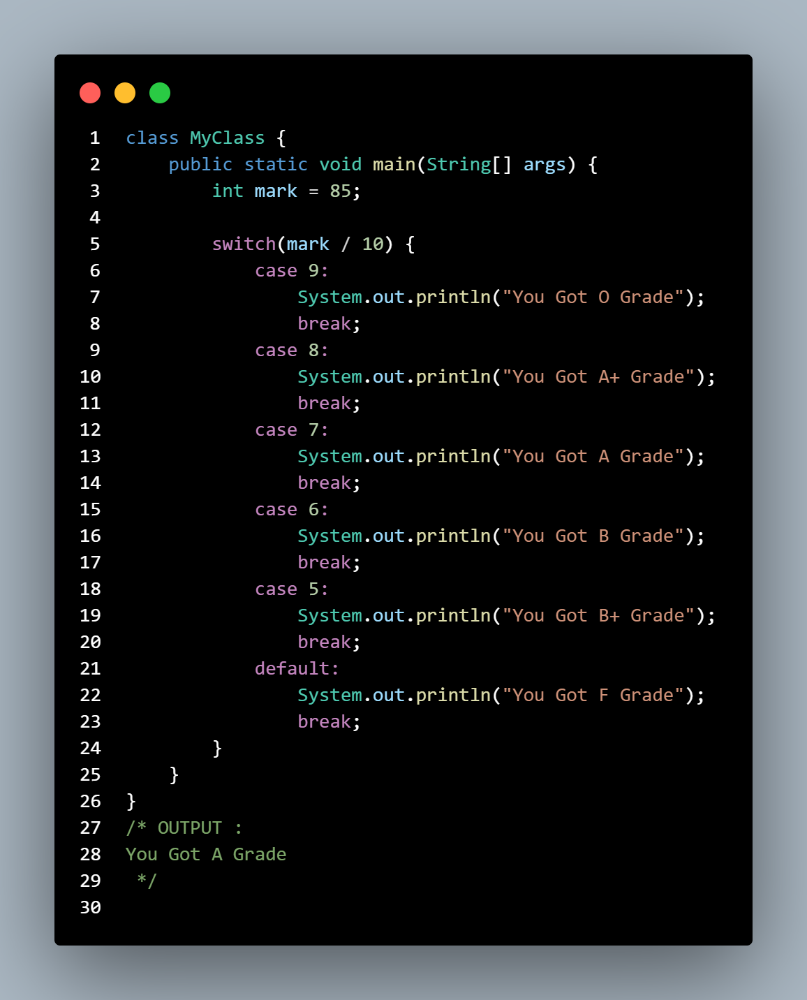 1 class MyClass {
2     public static void main(String[] args) {
3         int mark = 85;
4
5         switch(mark / 10) {
6             case 9:
7                 System.out.println("You Got O Grade");
8                 break;
9             case 8:
10                 System.out.println("You Got A+ Grade");
11                 break;
12             case 7:
13                 System.out.println("You Got A Grade");
14                 break;
15             case 6:
16                 System.out.println("You Got B Grade");
17                 break;
18             case 5:
19                 System.out.println("You Got B+ Grade");
20                 break;
21             default:
22                 System.out.println("You Got F Grade");
23                 break;
24         }
25     }
26 }
27 /* OUTPUT :
28 You Got A Grade
29  */
30